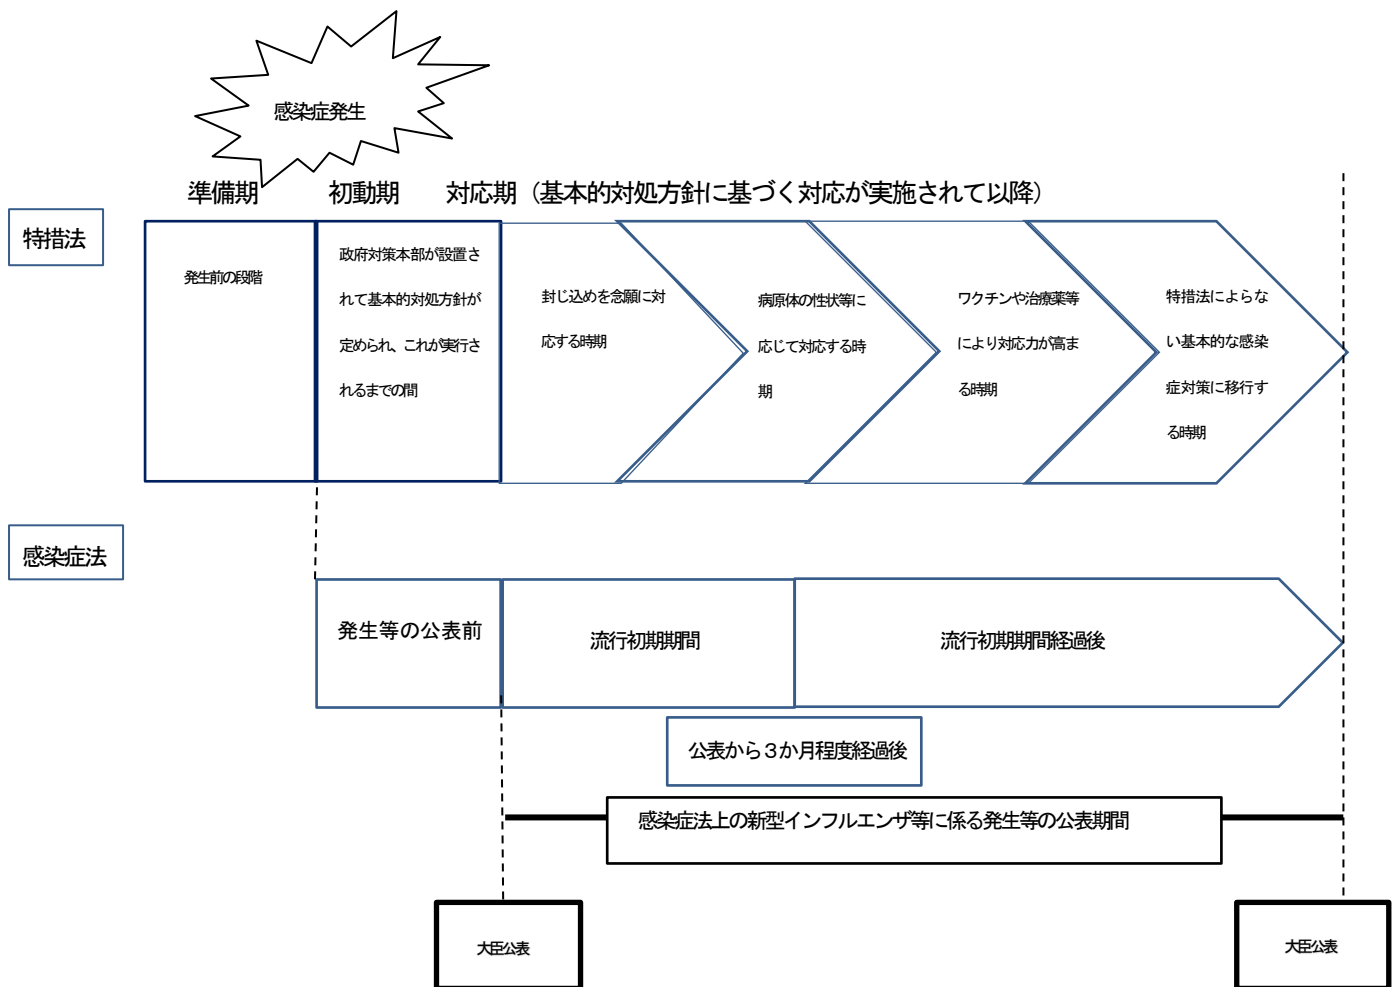 感染症発生
準備期
初動期
対応期（基本的対処方針に基づく対応が実施されて以降）
特措法
発生前の段階
政府対策本部が設置さ
れて基本的対処方針が
定められ、これが実行さ
れるまでの間
封じ込めを念願に対
応する時期
病原体の性状等に
応じて対応する時
期
ワクチンや治療薬等
により対応力が高ま
る時期
特措法によらな
い基本的な感染
症対策に移行す
る時期
感染症法
発生等の公表前
流行初期期間
流行初期期間経過後
公表から３か月程度経過後
感染症法上の新型インフルエンザ等に係る発生等の公表期間
大臣公表
大臣公表